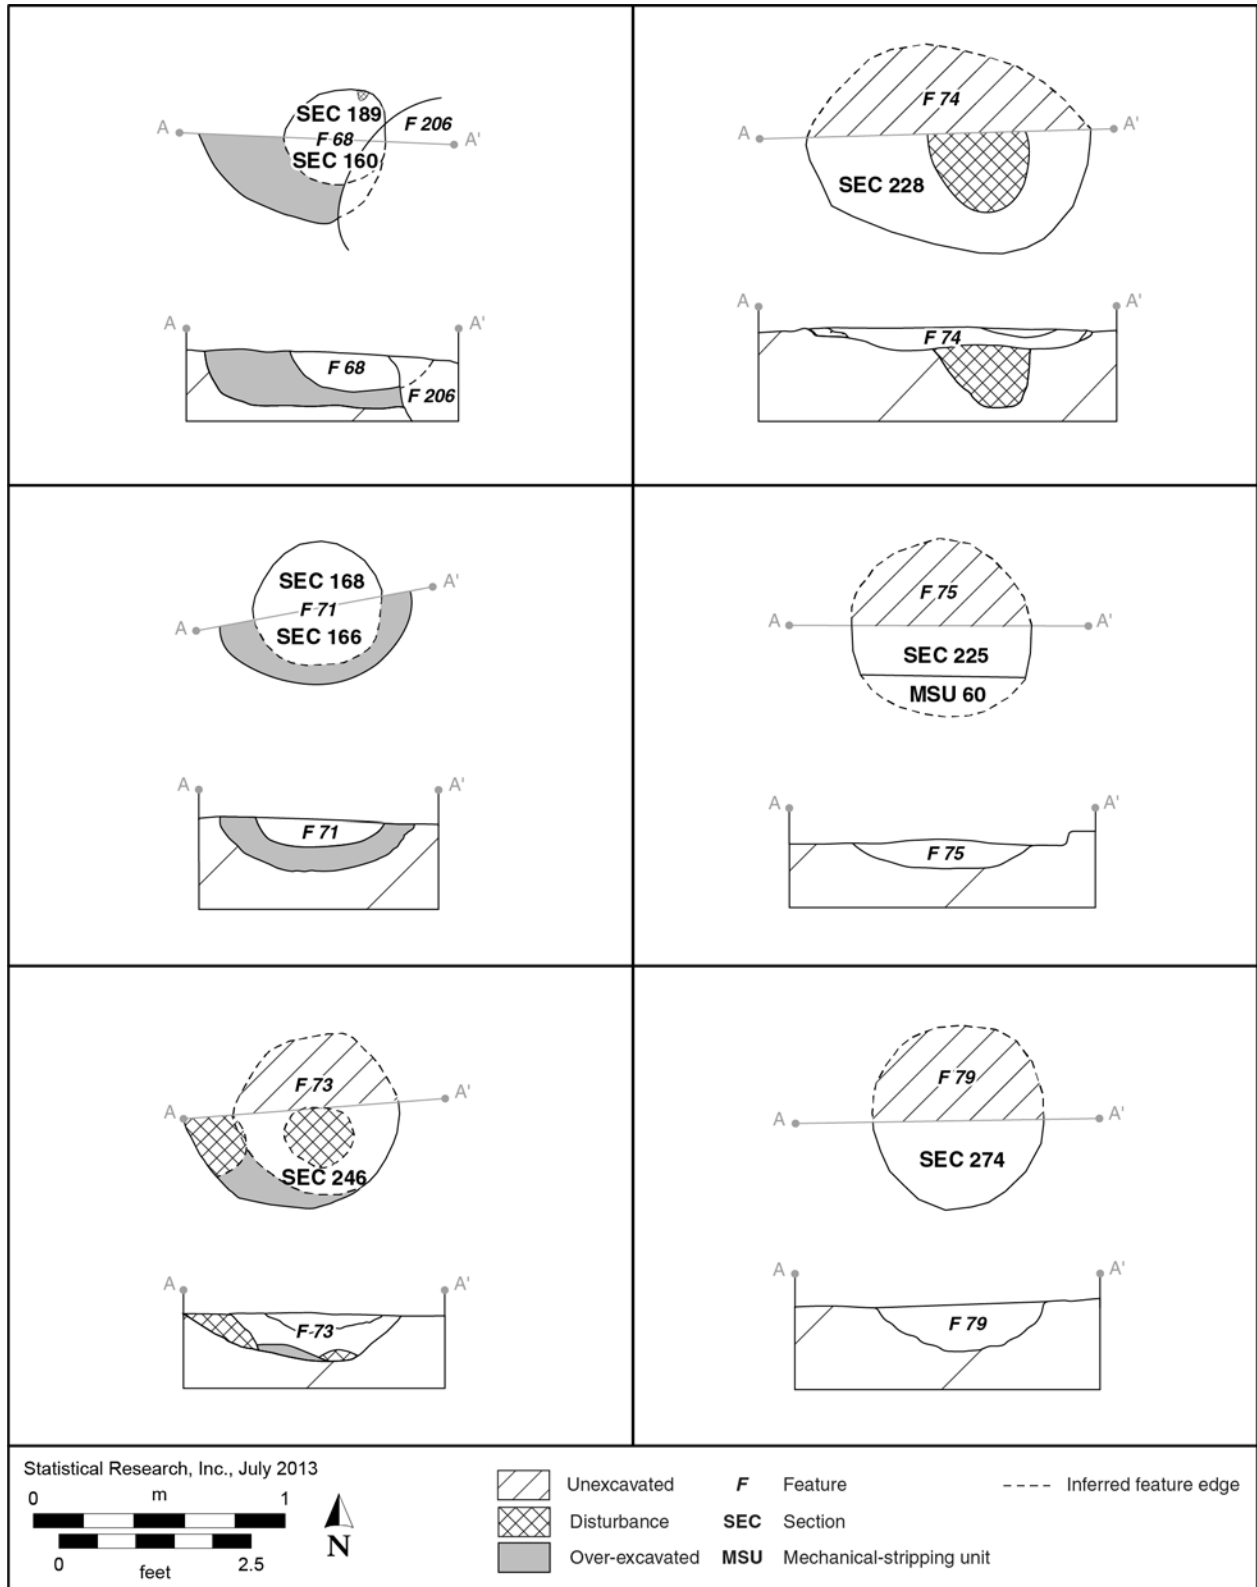 SEC 189
F 206
A
F 68
A'
SEC 160
A
A'
F 68
F 206
F 74
A
A'
SEC 228
A
A'
F 74
SEC 168
A'
F 71
A
SEC 166
A
A'
F 71
F 75
A
A'
SEC 225
MSU 60
A
A'
F 75
F 73
A
A'
SEC 246
A
A'
F 73
F 79
A
A'
SEC 274
A
A'
F 79
Statistical Research, Inc., July 2013
0 m 1
0 feet 2.5
N
Unexcavated
Disturbance
Over-excavated
F Feature
SEC Section
MSU Mechanical-stripping unit
Inferred feature edge